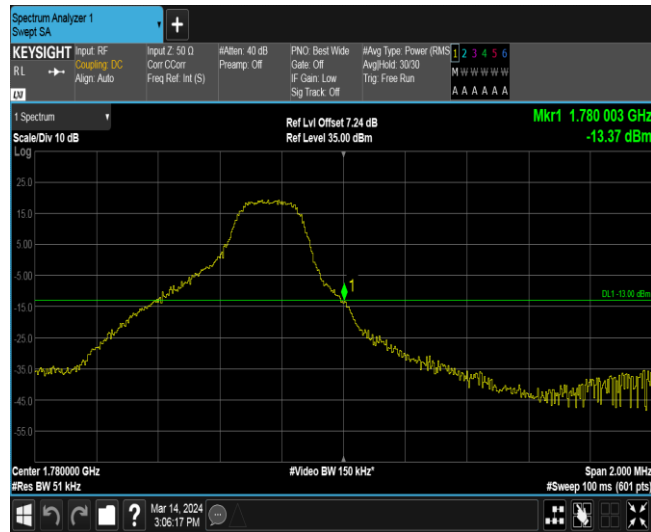 Spectrum Analyzer 1
Swept SA
+
KEYSIGHT
RL
LXI
Input: RF
Coupling: DC
Align: Auto
Input Z: 50 Ω
Corr CCorr
Freq Ref: Int (S)
#Atten: 40 dB
Preamp: Off
PNO: Best Wide
Gate: Off
IF Gain: Low
Sig Track: Off
#Avg Type: Power (RMS
Avg|Hold: 30/30
Trig: Free Run
1 2 3 4 5 6
M W W W W W
A A A A A A
1 Spectrum
Scale/Div 10 dB
Log
Ref Lvl Offset 7.24 dB
Ref Level 35.00 dBm
Mkr1 1.780 003 GHz
-13.37 dBm
25.0
15.0
5.00
-5.00
1
DL1 -13.00 dBm
-15.0
-25.0
-35.0
-45.0
-55.0
Center 1.780000 GHz
#Video BW 150 kHz*
Span 2.000 MHz
#Res BW 51 kHz
#Sweep 100 ms (601 pts)
?
Mar 14, 2024
3:06:17 PM